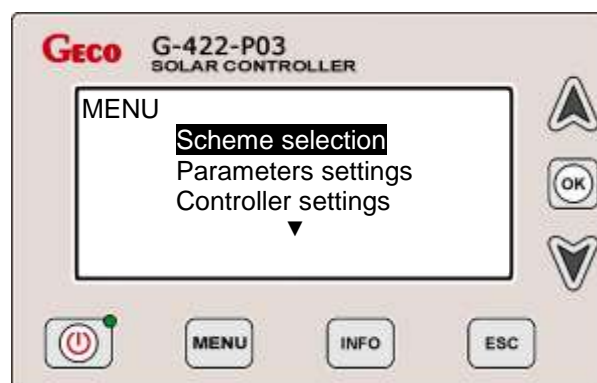 GECO G-422-P03
SOLAR CONTROLLER
MENU
Scheme selection
Parameters settings
Controller settings
▼
OK
MENU INFO ESC